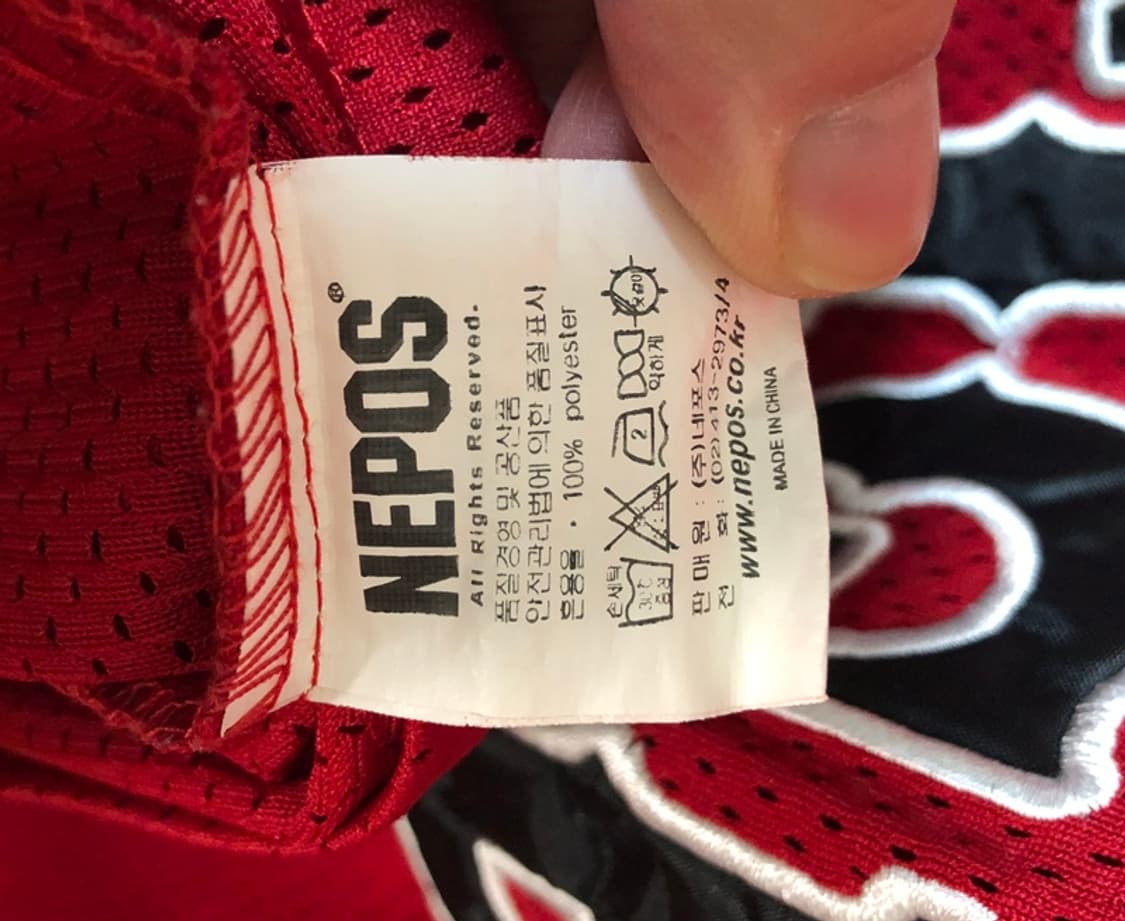 NEPOS®
All Rights Reserved.
품질경영 및 공산품
안전관리법에 의한 품질표시
혼용율 · 100% polyester
손세탁
30℃
중성
2
약하게
판 매 원 : (주)네포스
전 화 : (02)413-2973/4
www.nepos.co.kr
MADE IN CHINA